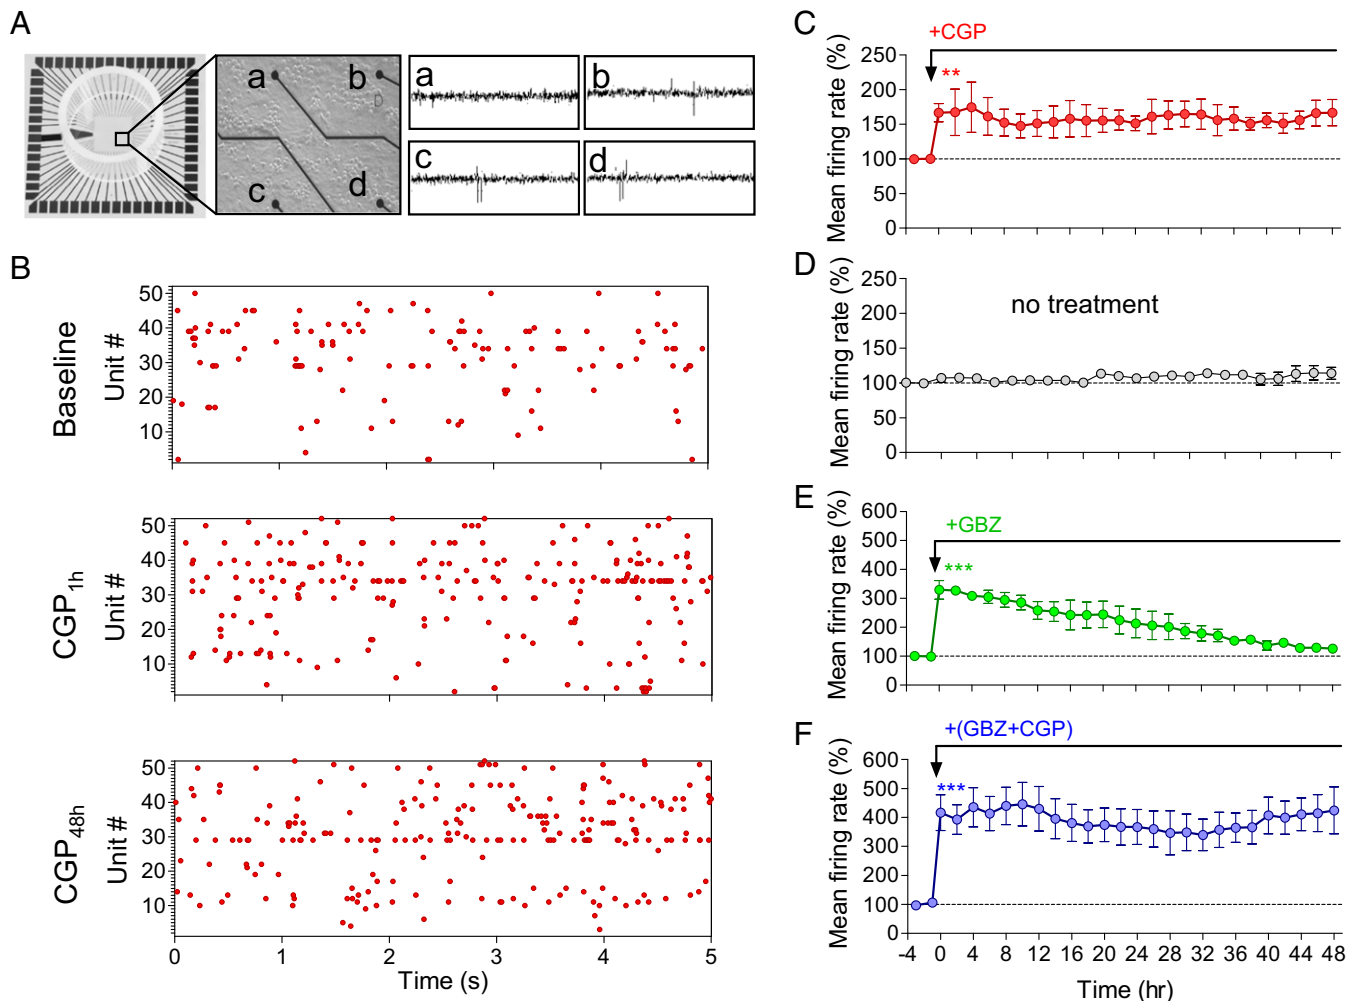 A
a
b
c
d
a
b
c
d
B
Baseline
Unit #
50
40
30
20
10
CGP1h
Unit #
50
40
30
20
10
CGP48h
Unit #
50
40
30
20
10
0 1 2 3 4 5
Time (s)
C
+CGP
**
Mean firing rate (%)
250
200
150
100
50
0
D
no treatment
Mean firing rate (%)
250
200
150
100
50
0
E
+GBZ
***
Mean firing rate (%)
600
500
400
300
200
100
0
F
+(GBZ+CGP)
***
Mean firing rate (%)
600
500
400
300
200
100
0
-4 0 4 8 12 16 20 24 28 32 36 40 44 48
Time (hr)